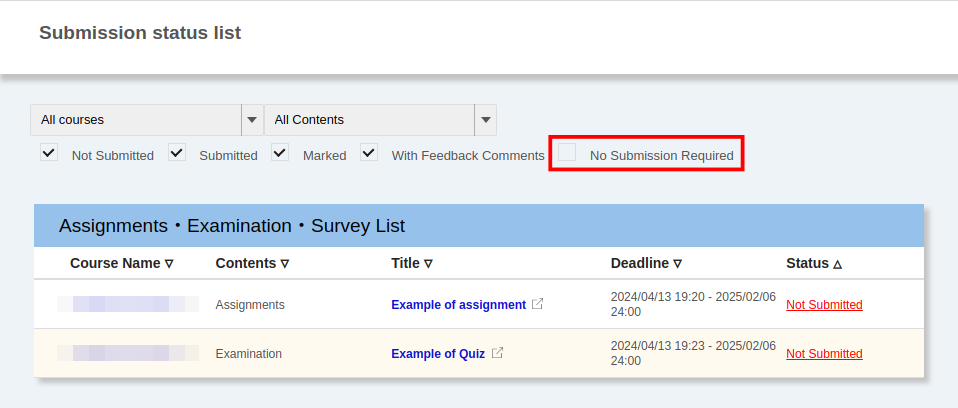 Submission status list
All courses All Contents
Not Submitted Submitted Marked With Feedback Comments No Submission Required
Assignments・Examination・Survey List
Course Name ▽ Contents ▽ Title ▽ Deadline ▽ Status △
Assignments Example of assignment 2024/04/13 19:20 - 2025/02/06 24:00 Not Submitted
Examination Example of Quiz 2024/04/13 19:23 - 2025/02/06 24:00 Not Submitted